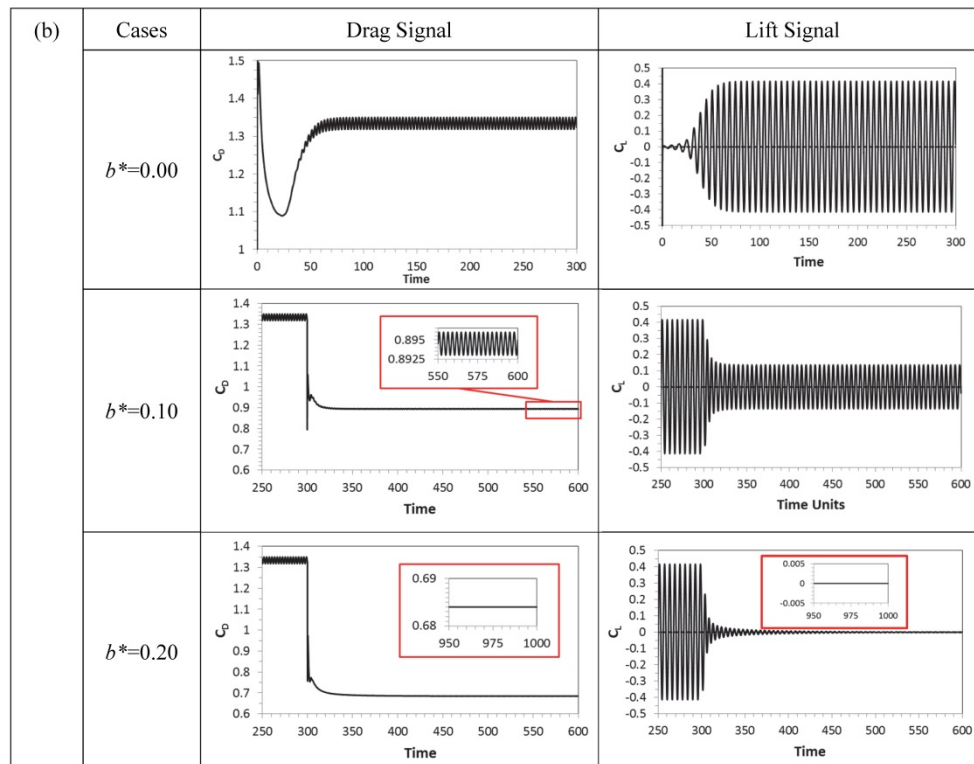 (b) Cases Drag Signal Lift Signal
b*=0.00
1.5
1.4
1.3
1.2
1.1
1
C_D
0 50 100 150 200 250 300
Time
0.5
0.4
0.3
0.2
0.1
0
-0.1
-0.2
-0.3
-0.4
-0.5
C_L
0 50 100 150 200 250 300
Time
b*=0.10
1.4
1.3
1.2
1.1
1
0.9
0.8
0.7
0.6
C_D
0.895
0.8925
550 575 600
250 300 350 400 450 500 550 600
Time
0.5
0.4
0.3
0.2
0.1
0
-0.1
-0.2
-0.3
-0.4
-0.5
C_L
250 300 350 400 450 500 550 600
Time Units
b*=0.20
1.4
1.3
1.2
1.1
1
0.9
0.8
0.7
0.6
C_D
0.69
0.68
950 975 1000
250 300 350 400 450 500 550 600
Time
0.5
0.4
0.3
0.2
0.1
0
-0.1
-0.2
-0.3
-0.4
-0.5
C_L
0.005
0
-0.005
950 975 1000
250 300 350 400 450 500 550 600
Time